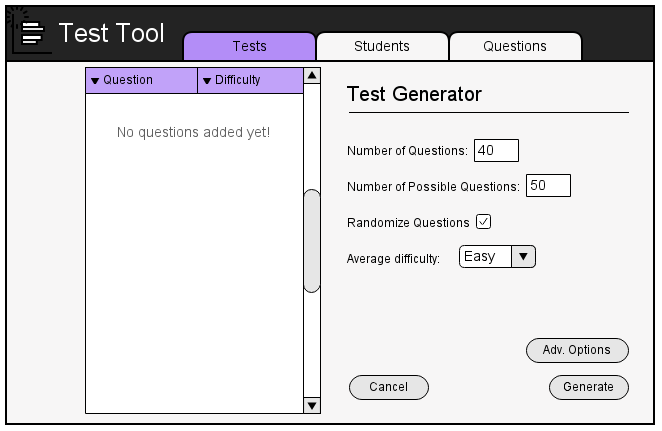 Test Tool
Tests
Students
Questions
Question
Difficulty
No questions added yet!
Test Generator
Number of Questions: 40
Number of Possible Questions: 50
Randomize Questions
Average difficulty: Easy
Adv. Options
Cancel
Generate